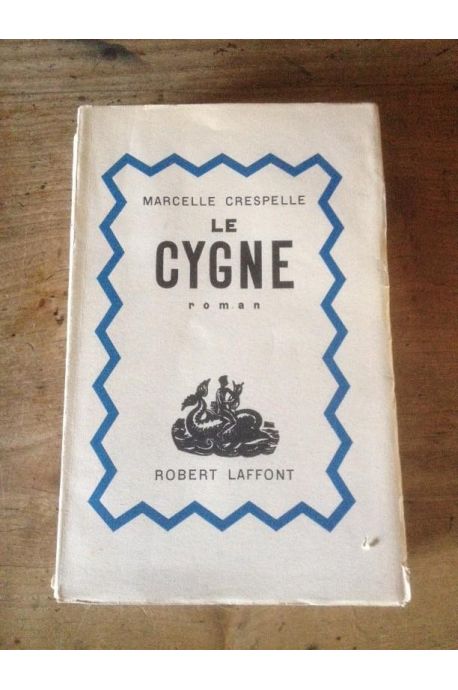 MARCELLE CRESPELLE
LE
CYGNE
roman
ROBERT LAFFONT